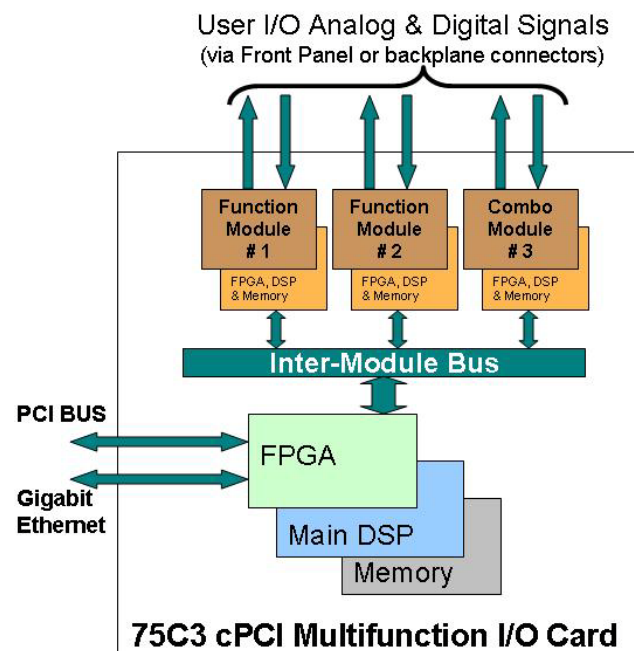 User I/O Analog & Digital Signals
(via Front Panel or backplane connectors)
Function
Module
# 1
Function
Module
# 2
Combo
Module
# 3
FPGA, DSP
& Memory
FPGA, DSP
& Memory
FPGA, DSP
& Memory
Inter-Module Bus
PCI BUS
Gigabit
Ethernet
FPGA
Main DSP
Memory
75C3 cPCI Multifunction I/O Card